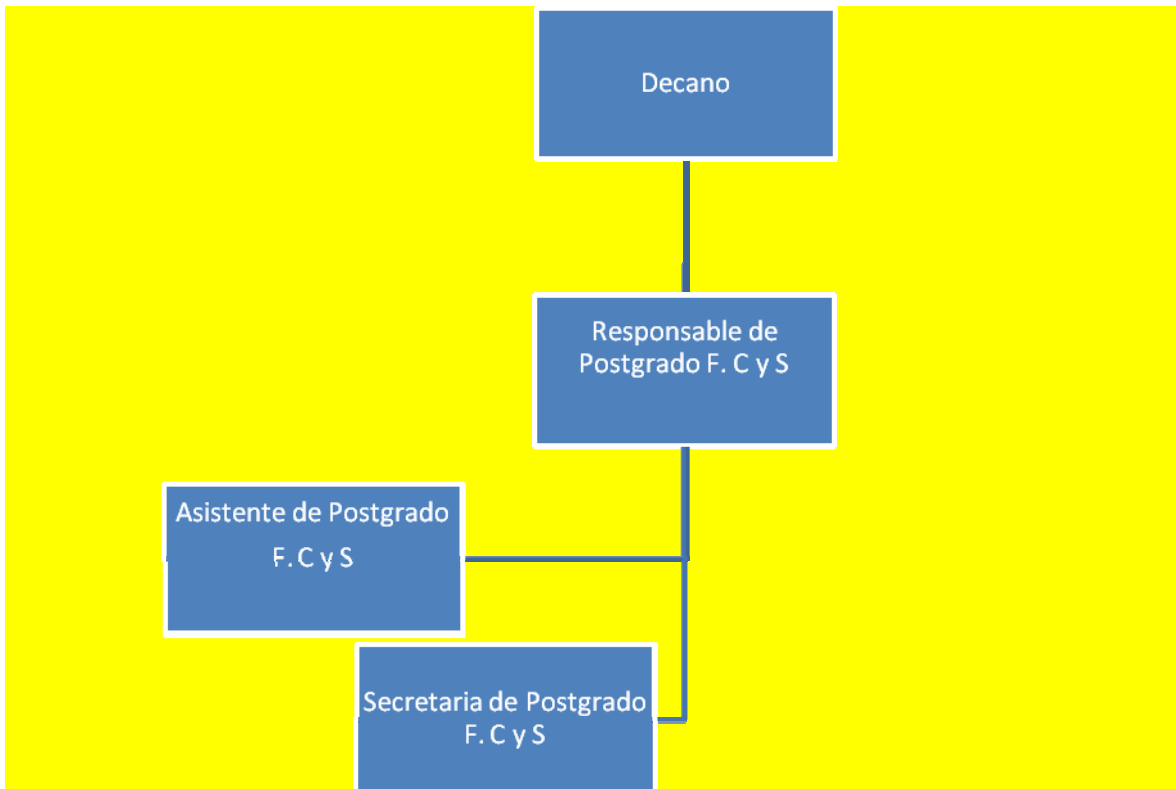 Decano
Responsable de
Postgrado F. C y S
Asistente de Postgrado
F. C y S
Secretaria de Postgrado
F. C y S